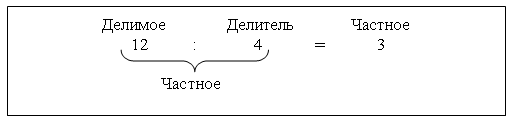 Делимое Делитель Частное
12 : 4 = 3
Частное